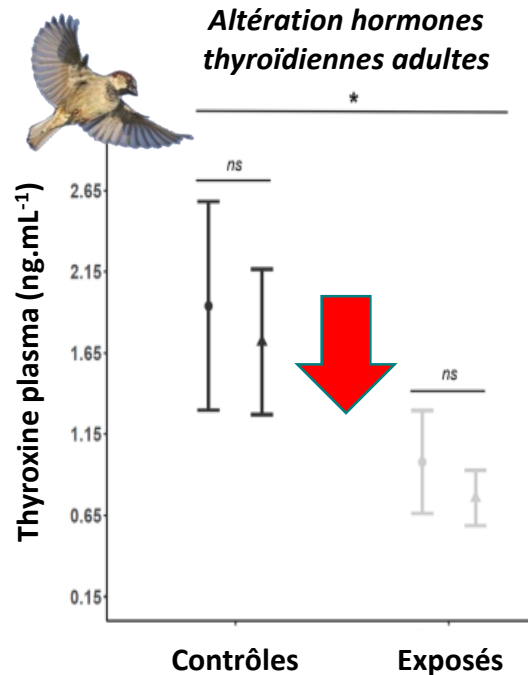 Altération hormones
thyroïdiennes adultes
*
ns
2.65
2.15
1.65
ns
1.15
0.65
0.15
Thyroxine plasma (ng.mL⁻¹)
Contrôles Exposés